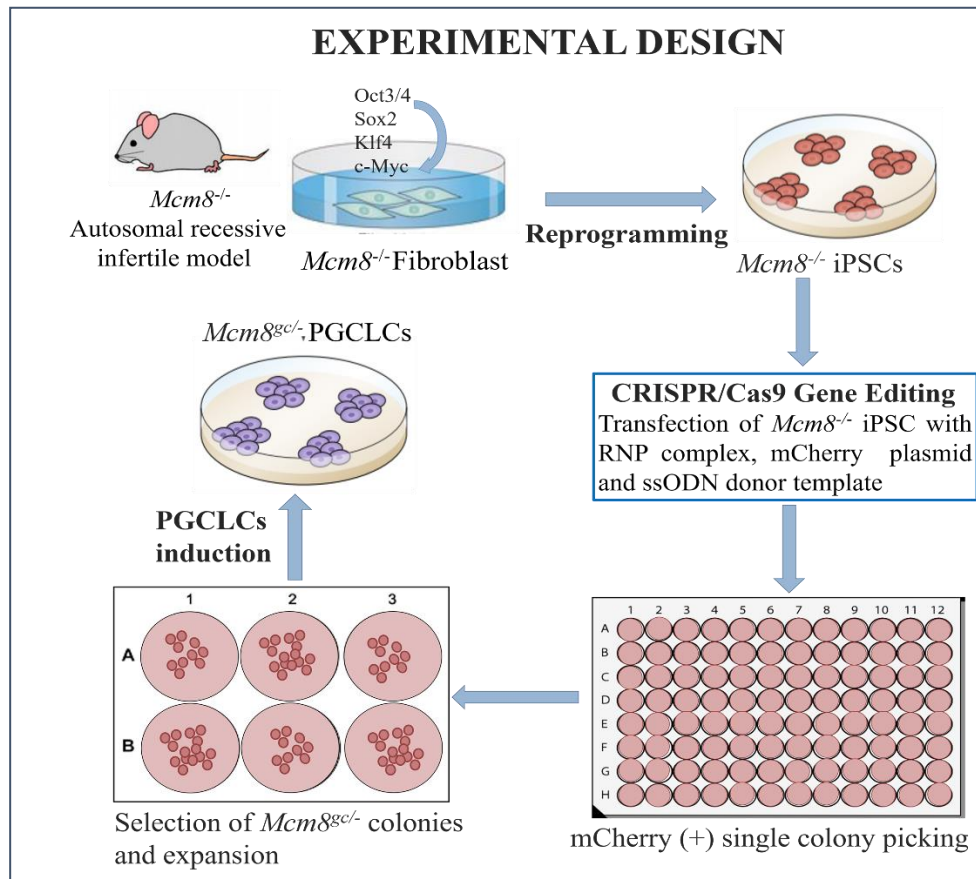 EXPERIMENTAL DESIGN
Oct3/4
Sox2
Klf4
c-Myc
Mcm8-/-
Autosomal recessive
infertile model
Mcm8-/- Fibroblast
Reprogramming
Mcm8-/- iPSCs
CRISPR/Cas9 Gene Editing
Transfection of Mcm8-/- iPSC with
RNP complex, mCherry plasmid
and ssODN donor template
1 2 3 4 5 6 7 8 9 10 11 12
A
B
C
D
E
F
G
H
mCherry (+) single colony picking
1 2 3
A
B
Selection of Mcm8gc/- colonies
and expansion
PGCLCs
induction
Mcm8gc/- PGCLCs